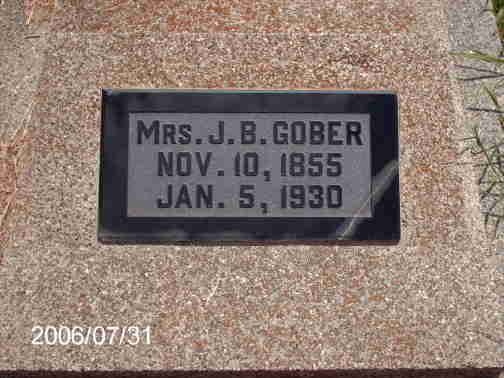 MRS. J. B. GOBER
NOV. 10, 1855
JAN. 5, 1930
2006/07/31